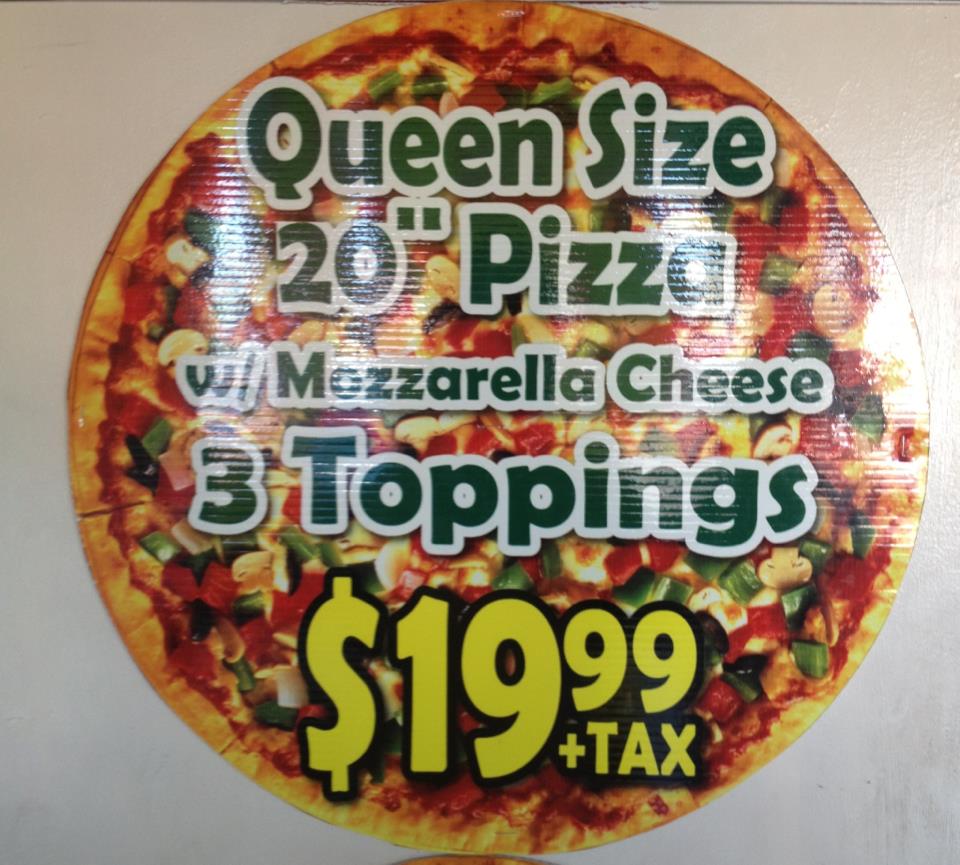 Queen Size
20" Pizza
w/ Mozzarella Cheese
3 Toppings
$19.99
+TAX